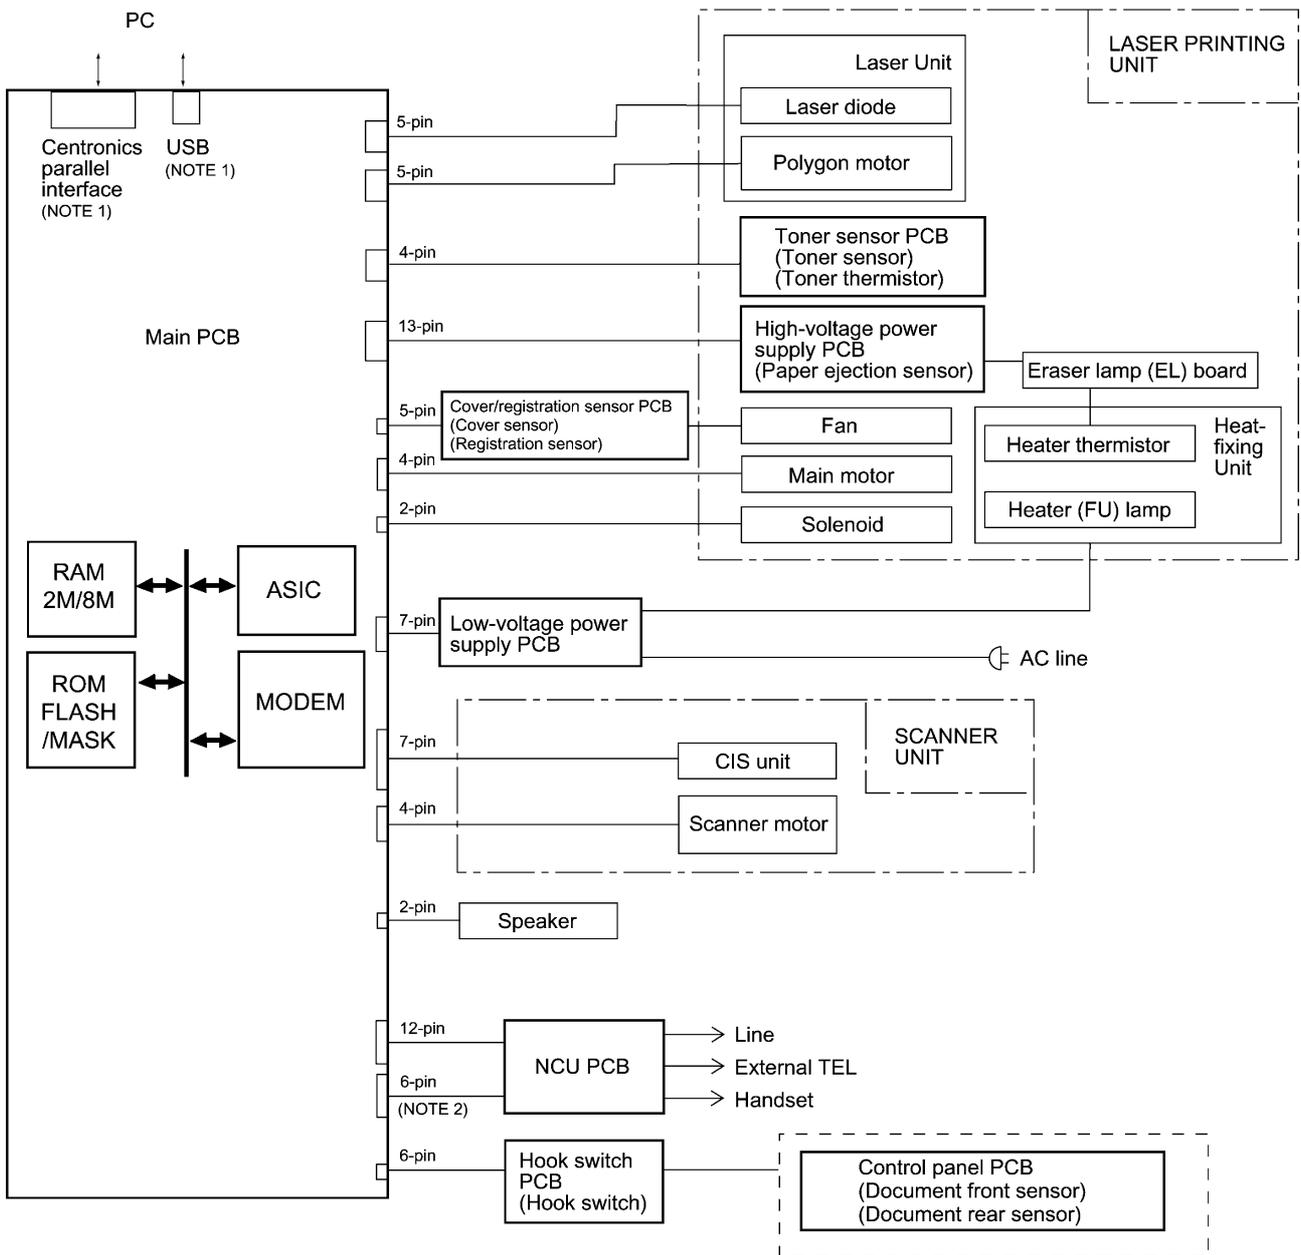 PC
LASER PRINTING
UNIT
Laser Unit
Laser diode
Polygon motor
5-pin
5-pin
Centronics
parallel
interface
(NOTE 1)
USB
(NOTE 1)
Toner sensor PCB
(Toner sensor)
(Toner thermistor)
4-pin
13-pin
Main PCB
High-voltage power
supply PCB
(Paper ejection sensor)
Eraser lamp (EL) board
5-pin
Cover/registration sensor PCB
(Cover sensor)
(Registration sensor)
Fan
Heater thermistor
Heat-
fixing
Unit
4-pin
Main motor
2-pin
Solenoid
Heater (FU) lamp
RAM
2M/8M
ASIC
7-pin
Low-voltage power
supply PCB
AC line
ROM
FLASH
/MASK
MODEM
7-pin
CIS unit
SCANNER
UNIT
4-pin
Scanner motor
2-pin
Speaker
12-pin
NCU PCB
Line
External TEL
Handset
6-pin
(NOTE 2)
6-pin
Hook switch
PCB
(Hook switch)
Control panel PCB
(Document front sensor)
(Document rear sensor)